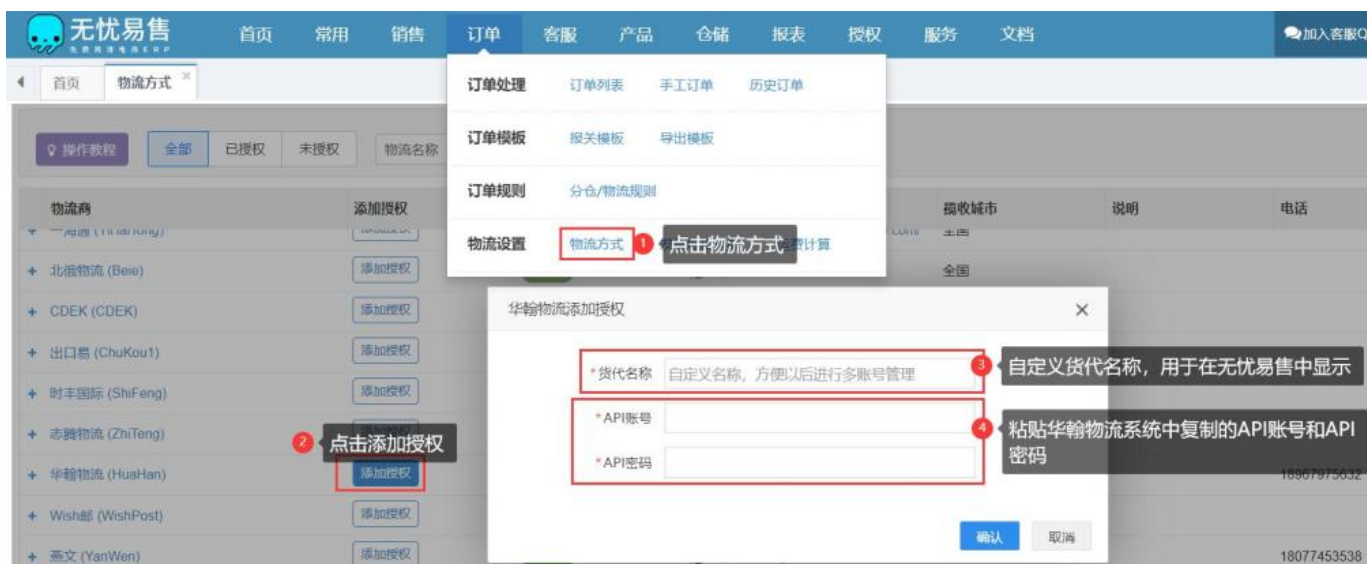 无忧易售
首页 常用 销售 订单 客服 产品 仓储 报表 授权 服务 文档
加入客服Q
首页 物流方式
订单处理 订单列表 手工订单 历史订单
操作教程 全部 已授权 未授权 物流名称
订单模板 报关模板 导出模板
订单规则 分仓/物流规则
物流商 添加授权 揽收城市 说明 电话
物流设置 物流方式 1 点击物流方式 费计算
全国
+ 北俄物流 (Beie) 添加授权 全国
+ CDEK (CDEK) 添加授权
华翰物流添加授权
+ 出口易 (ChuKou1) 添加授权
*货代名称 自定义名称，方便以后进行多账号管理
3 自定义货代名称，用于在无忧易售中显示
+ 时丰国际 (ShiFeng) 添加授权
*API账号
+ 志腾物流 (ZhiTeng)
2 点击添加授权
4 粘贴华翰物流系统中复制的API账号和API
密码
*API密码
+ 华翰物流 (HuaHan) 添加授权 18967975632
+ Wish邮 (WishPost) 添加授权
确认 取消
+ 燕文 (YanWen) 添加授权 18077453538